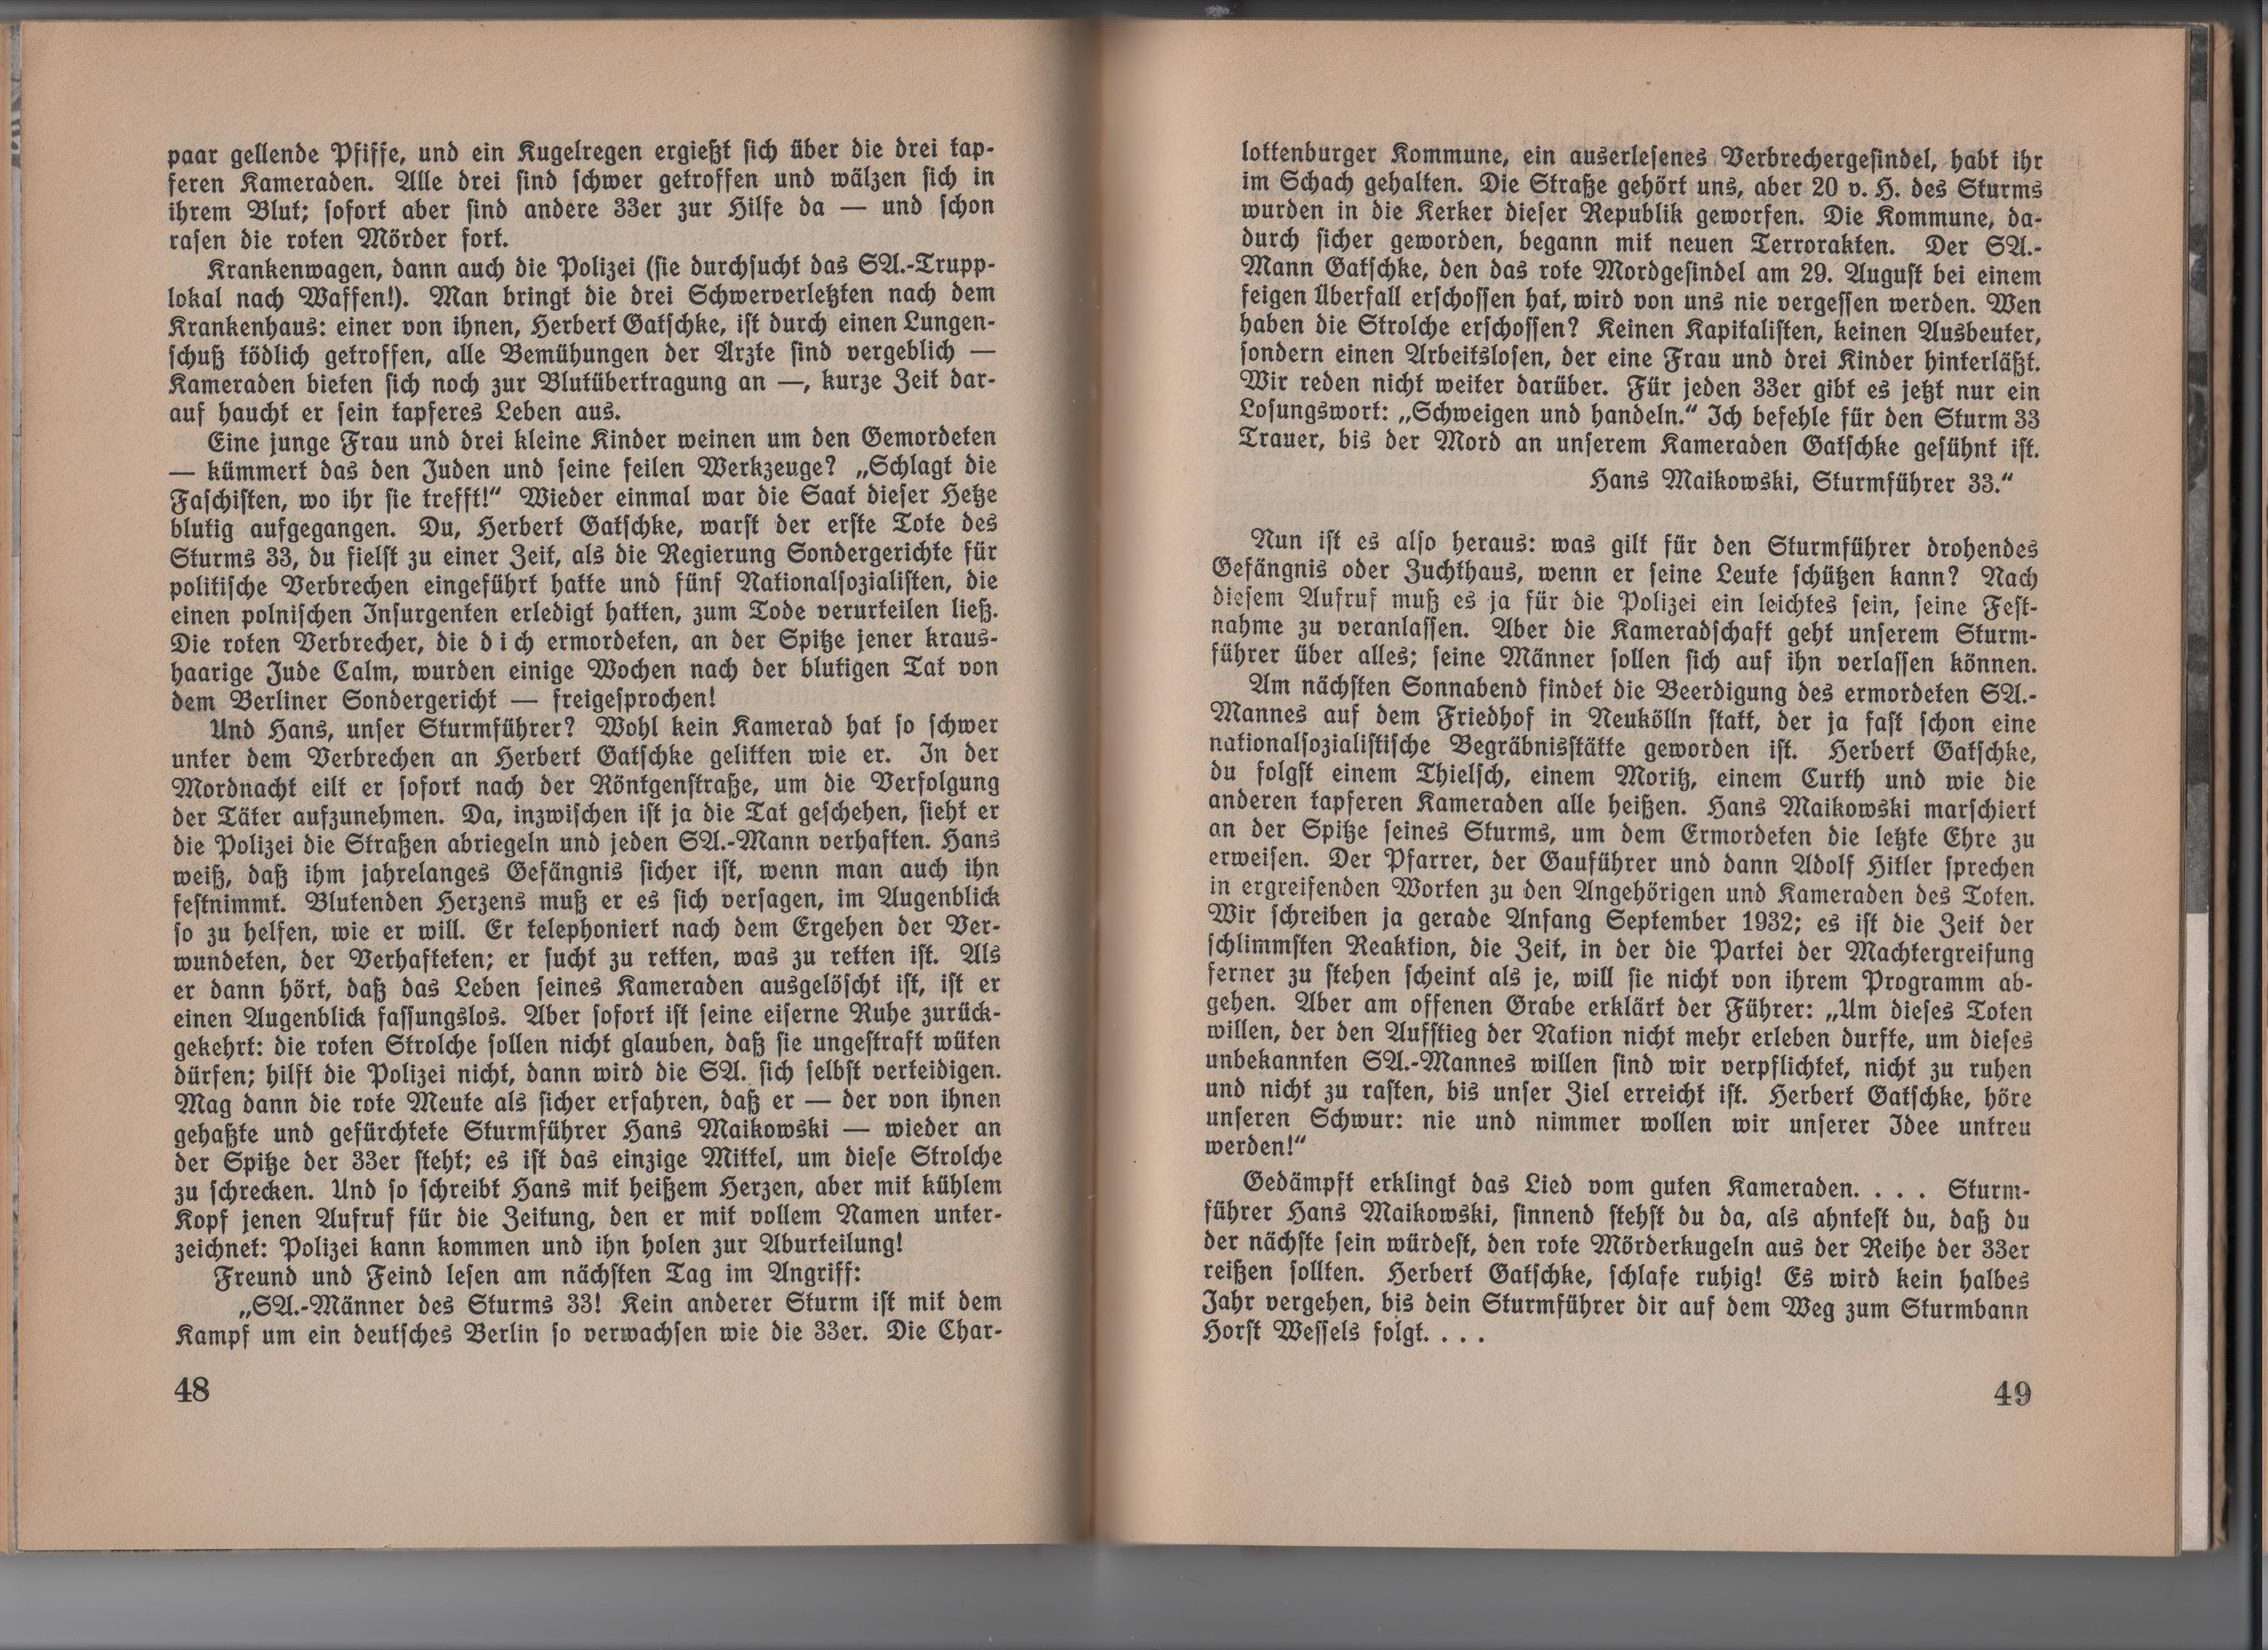 paar gellende Pfiffe, und ein Kugelregen ergießt sich über die drei tap-
feren Kameraden. Alle drei sind schwer getroffen und wälzen sich in
ihrem Blut; sofort aber sind andere 33er zur Hilfe da — und schon
rasen die roten Mörder fort.
Krankenwagen, dann auch die Polizei (sie durchsucht das SA.-Trupp-
lokal nach Waffen!). Man bringt die drei Schwerverletzten nach dem
Krankenhaus: einer von ihnen, Herbert Gatschke, ist durch einen Lungen-
schuß tödlich getroffen, alle Bemühungen der Ärzte sind vergeblich —
Kameraden bieten sich noch zur Blutübertragung an —, kurze Zeit dar-
auf haucht er sein tapferes Leben aus.
Eine junge Frau und drei kleine Kinder weinen um den Gemordeten
— kümmert das den Juden und seine feilen Werkzeuge? „Schlagt die
Faschisten, wo ihr sie trefft!“ Wieder einmal war die Saat dieser Hetze
blutig aufgegangen. Du, Herbert Gatschke, warst der erste Tote des
Sturms 33, du fielst zu einer Zeit, als die Regierung Sondergerichte für
politische Verbrechen eingeführt hatte und fünf Nationalsozialisten, die
einen polnischen Insurgenten erledigt hatten, zum Tode verurteilen ließ.
Die roten Verbrecher, die dich ermordeten, an der Spitze jener kraus-
haarige Jude Calm, wurden einige Wochen nach der blutigen Tat von
dem Berliner Sondergericht — freigesprochen!
Und Hans, unser Sturmführer? Wohl kein Kamerad hat so schwer
unter dem Verbrechen an Herbert Gatschke gelitten wie er. In der
Mordnacht eilt er sofort nach der Röntgenstraße, um die Verfolgung
der Täter aufzunehmen. Da, inzwischen ist ja die Tat geschehen, sieht er
die Polizei die Straßen abriegeln und jeden SA.-Mann verhaften. Hans
weiß, daß ihm jahrelanges Gefängnis sicher ist, wenn man auch ihn
festnimmt. Blutenden Herzens muß er es sich versagen, im Augenblick
so zu helfen, wie er will. Er telephoniert nach dem Ergehen der Ver-
wundeten, der Verhafteten; er sucht zu retten, was zu retten ist. Als
er dann hört, daß das Leben seines Kameraden ausgelöscht ist, ist er
einen Augenblick fassungslos. Aber sofort ist seine eiserne Ruhe zurück-
gekehrt: die roten Strolche sollen nicht glauben, daß sie ungestraft wüten
dürfen; hilft die Polizei nicht, dann wird die SA. sich selbst verteidigen.
Mag dann die rote Meute als sicher erfahren, daß er — der von ihnen
gehaßte und gefürchtete Sturmführer Hans Maikowski — wieder an
der Spitze der 33er steht; es ist das einzige Mittel, um diese Strolche
zu schrecken. Und so schreibt Hans mit heißem Herzen, aber mit kühlem
Kopf jenen Aufruf für die Zeitung, den er mit vollem Namen unter-
zeichnet: Polizei kann kommen und ihn holen zur Aburteilung!
Freund und Feind lesen am nächsten Tag im Angriff:
„SA.-Männer des Sturms 33! Kein anderer Sturm ist mit dem
Kampf um ein deutsches Berlin so verwachsen wie die 33er. Die Char-
48
lottenburger Kommune, ein auserlesenes Verbrechergesindel, habt ihr
im Schach gehalten. Die Straße gehört uns, aber 20 v. H. des Sturms
wurden in die Kerker dieser Republik geworfen. Die Kommune, da-
durch sicher geworden, begann mit neuen Terrorakten. Der SA.-
Mann Gatschke, den das rote Mordgesindel am 29. August bei einem
feigen Überfall erschossen hat, wird von uns nie vergessen werden. Wen
haben die Strolche erschossen? Keinen Kapitalisten, keinen Ausbeuter,
sondern einen Arbeitslosen, der eine Frau und drei Kinder hinterläßt.
Wir reden nicht weiter darüber. Für jeden 33er gibt es jetzt nur ein
Losungswort: „Schweigen und handeln.“ Ich befehle für den Sturm 33
Trauer, bis der Mord an unserem Kameraden Gatschke gesühnt ist.
Hans Maikowski, Sturmführer 33.“
Nun ist es also heraus: was gilt für den Sturmführer drohendes
Gefängnis oder Zuchthaus, wenn er seine Leute schützen kann? Nach
diesem Aufruf muß es ja für die Polizei ein leichtes sein, seine Fest-
nahme zu veranlassen. Aber die Kameradschaft geht unserem Sturm-
führer über alles; seine Männer sollen sich auf ihn verlassen können.
Am nächsten Sonnabend findet die Beerdigung des ermordeten SA.-
Mannes auf dem Friedhof in Neukölln statt, der ja fast schon eine
nationalsozialistische Begräbnisstätte geworden ist. Herbert Gatschke,
du folgst einem Thielsch, einem Moritz, einem Curth und wie die
anderen tapferen Kameraden alle heißen. Hans Maikowski marschiert
an der Spitze seines Sturms, um dem Ermordeten die letzte Ehre zu
erweisen. Der Pfarrer, der Gauführer und dann Adolf Hitler sprechen
in ergreifenden Worten zu den Angehörigen und Kameraden des Toten.
Wir schreiben ja gerade Anfang September 1932; es ist die Zeit der
schlimmsten Reaktion, die Zeit, in der die Partei der Machtergreifung
ferner zu stehen scheint als je, will sie nicht von ihrem Programm ab-
gehen. Aber am offenen Grabe erklärt der Führer: „Um dieses Toten
willen, der den Aufstieg der Nation nicht mehr erleben durfte, um dieses
unbekannten SA.-Mannes willen sind wir verpflichtet, nicht zu ruhen
und nicht zu rasten, bis unser Ziel erreicht ist. Herbert Gatschke, höre
unseren Schwur: nie und nimmer wollen wir unserer Idee untreu
werden!“
Gedämpft erklingt das Lied vom guten Kameraden. . . . Sturm-
führer Hans Maikowski, sinnend stehst du da, als ahntest du, daß du
der nächste sein würdest, den rote Mörderkugeln aus der Reihe der 33er
reißen sollten. Herbert Gatschke, schlafe ruhig! Es wird kein halbes
Jahr vergehen, bis dein Sturmführer dir auf dem Weg zum Sturmbann
Horst Wessels folgt. . . .
49